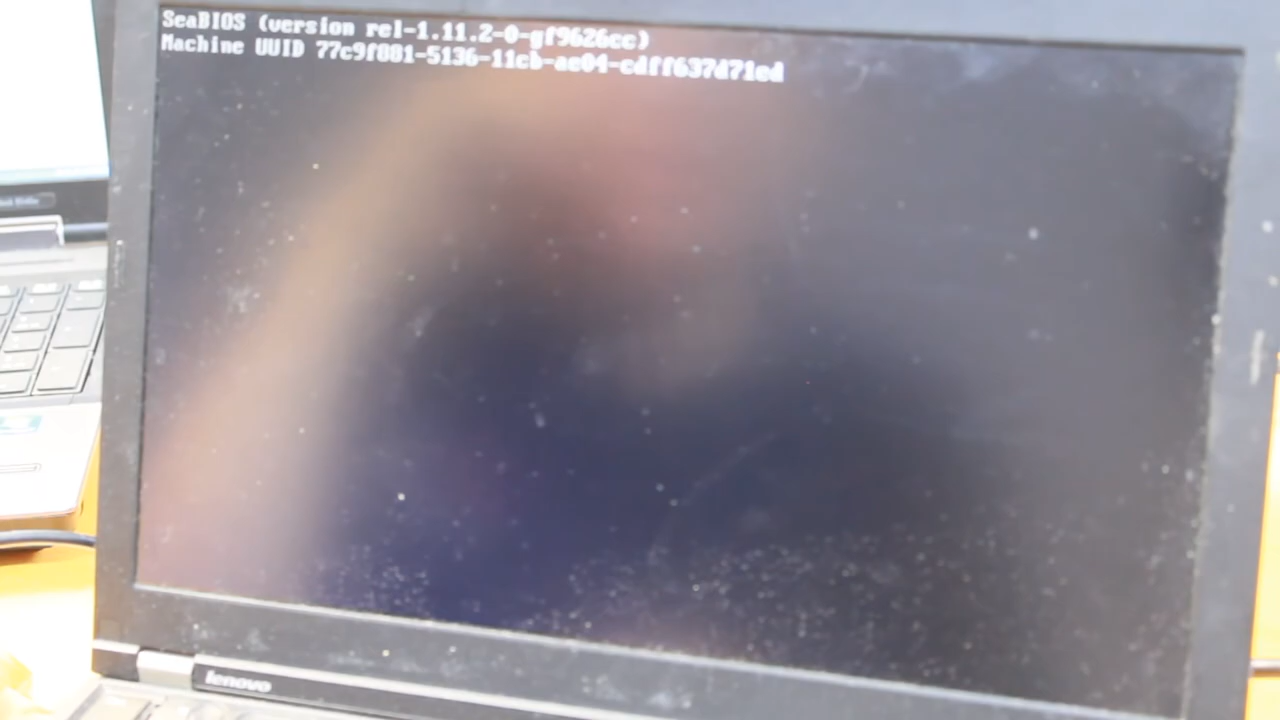 SeaBIOS (version rel-1.11.2-0-gf9626cc)
Machine UUID 77c9f081-5136-11cb-ae04-cdff637d71ed
lenovo